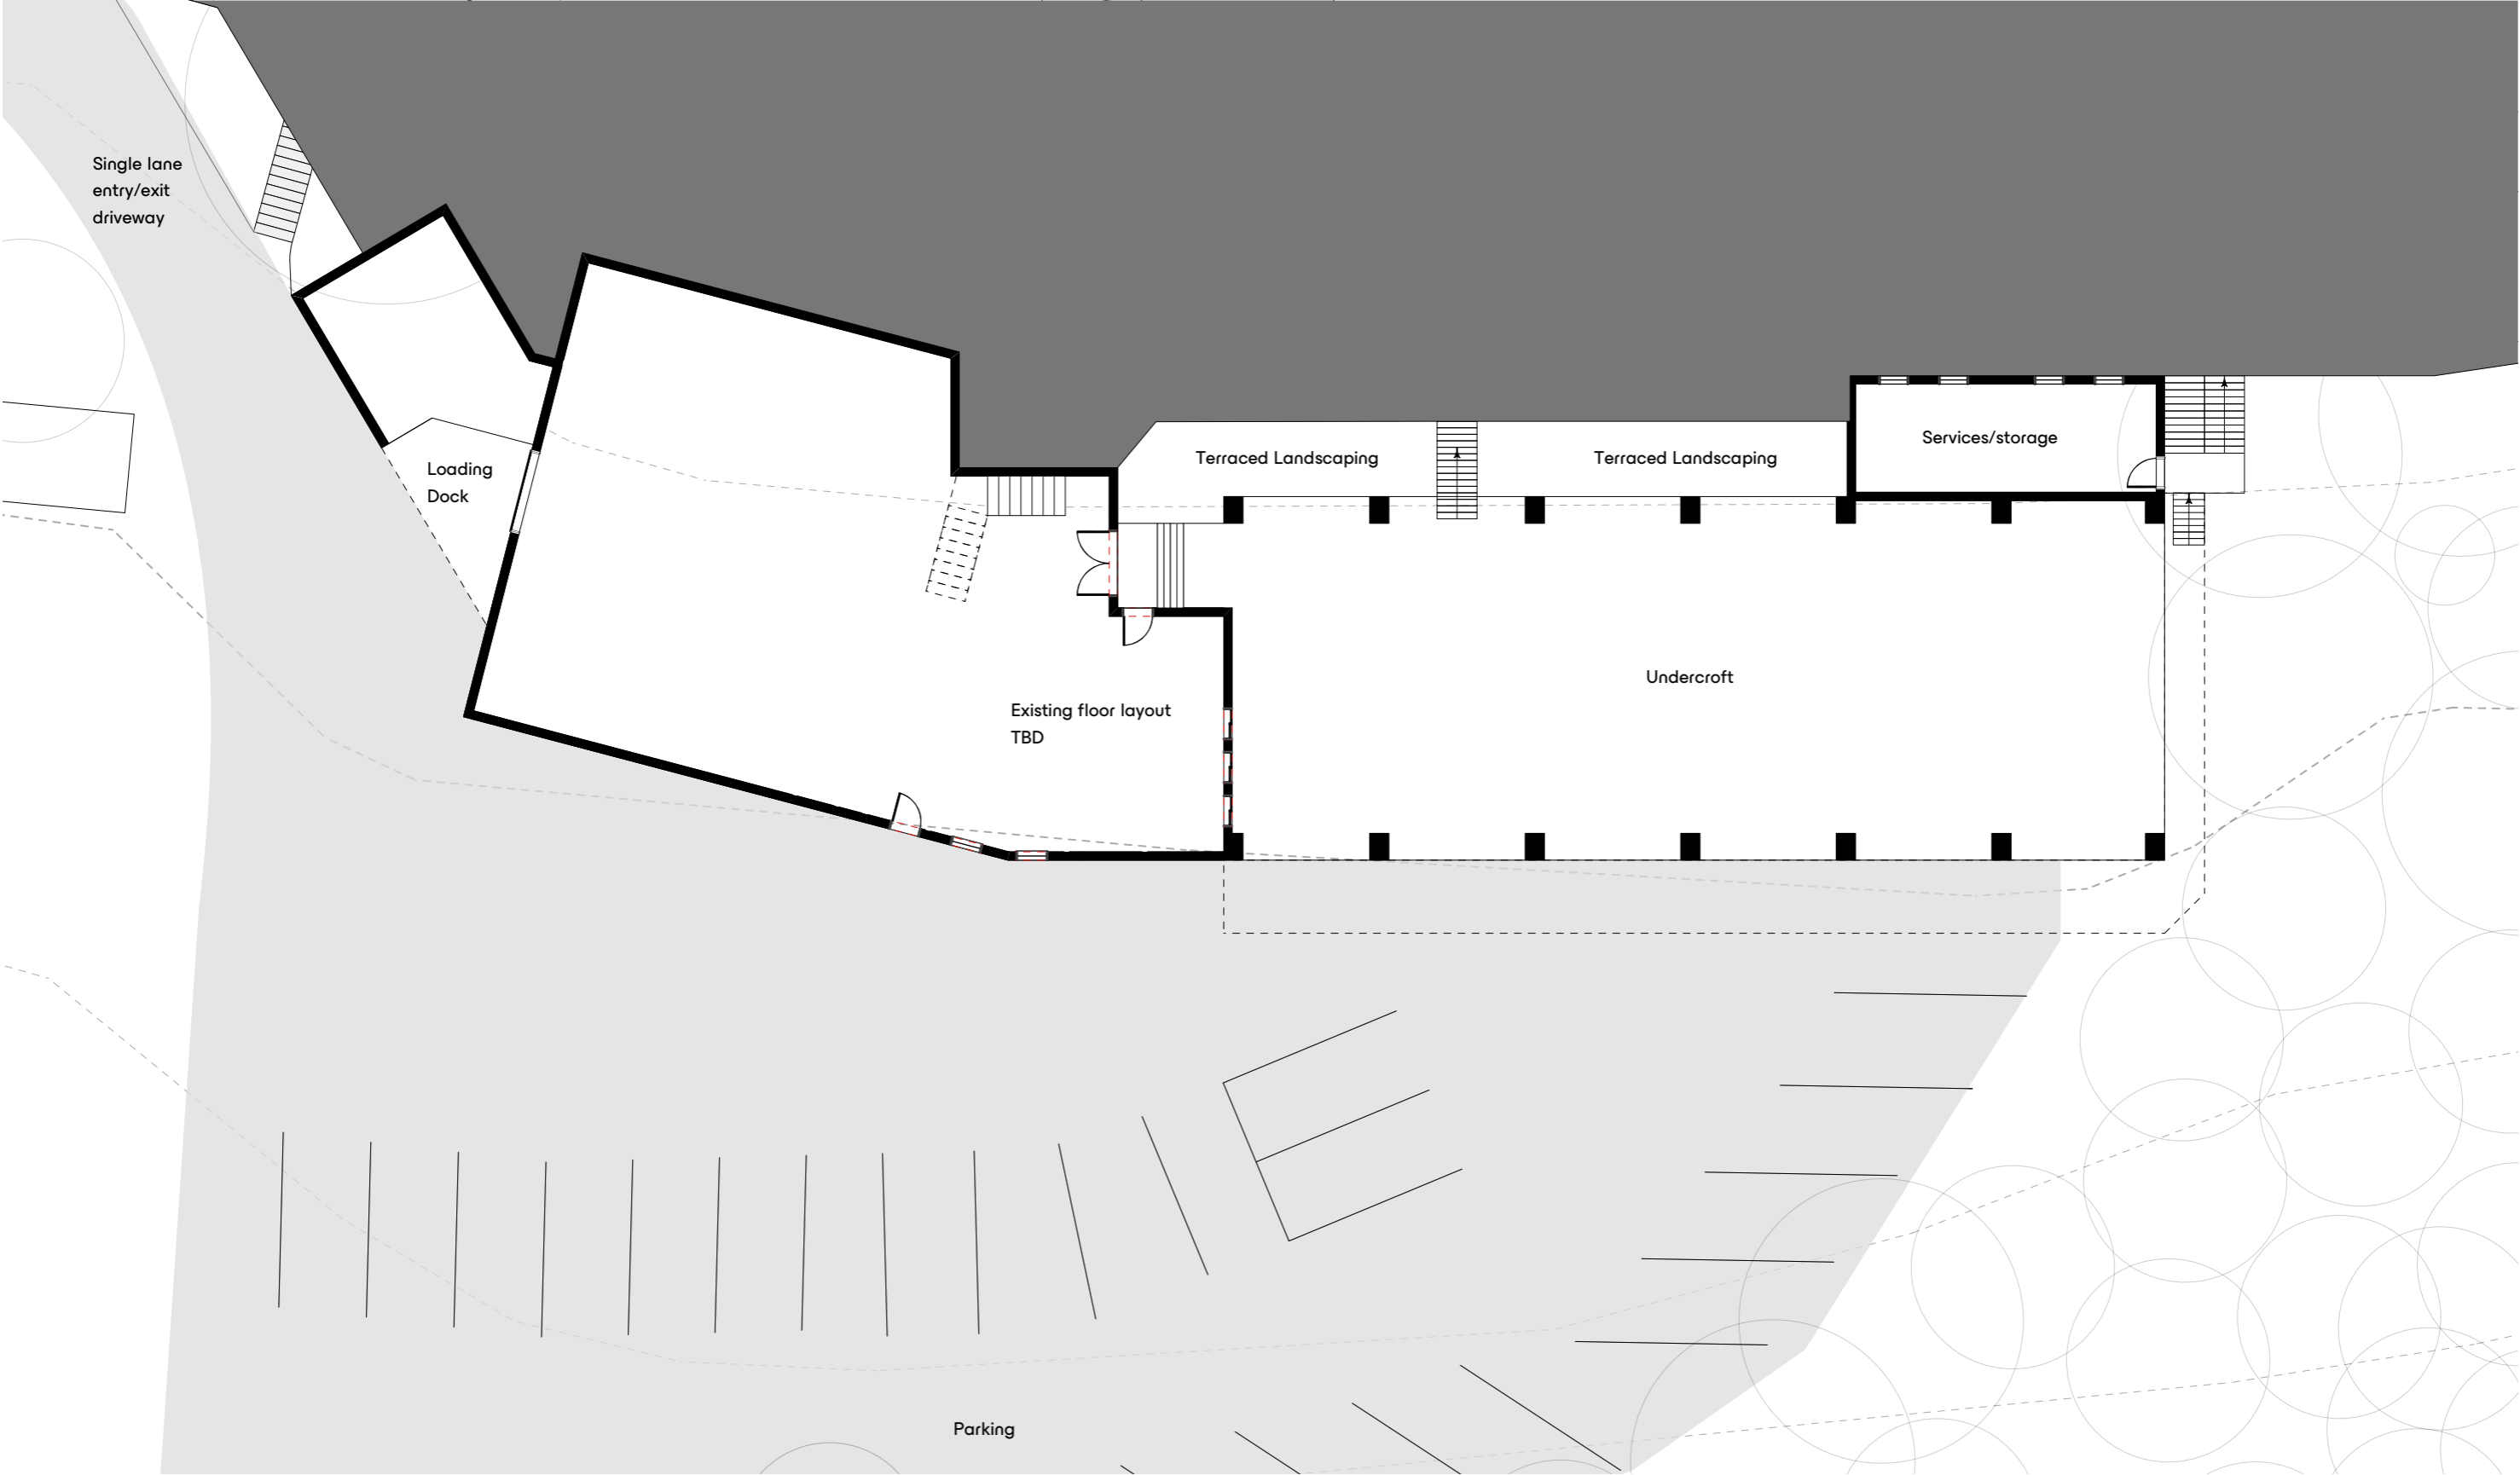 Single lane
entry/exit
driveway
Loading
Dock
Terraced Landscaping
Terraced Landscaping
Services/storage
Undercroft
Existing floor layout
TBD
Parking